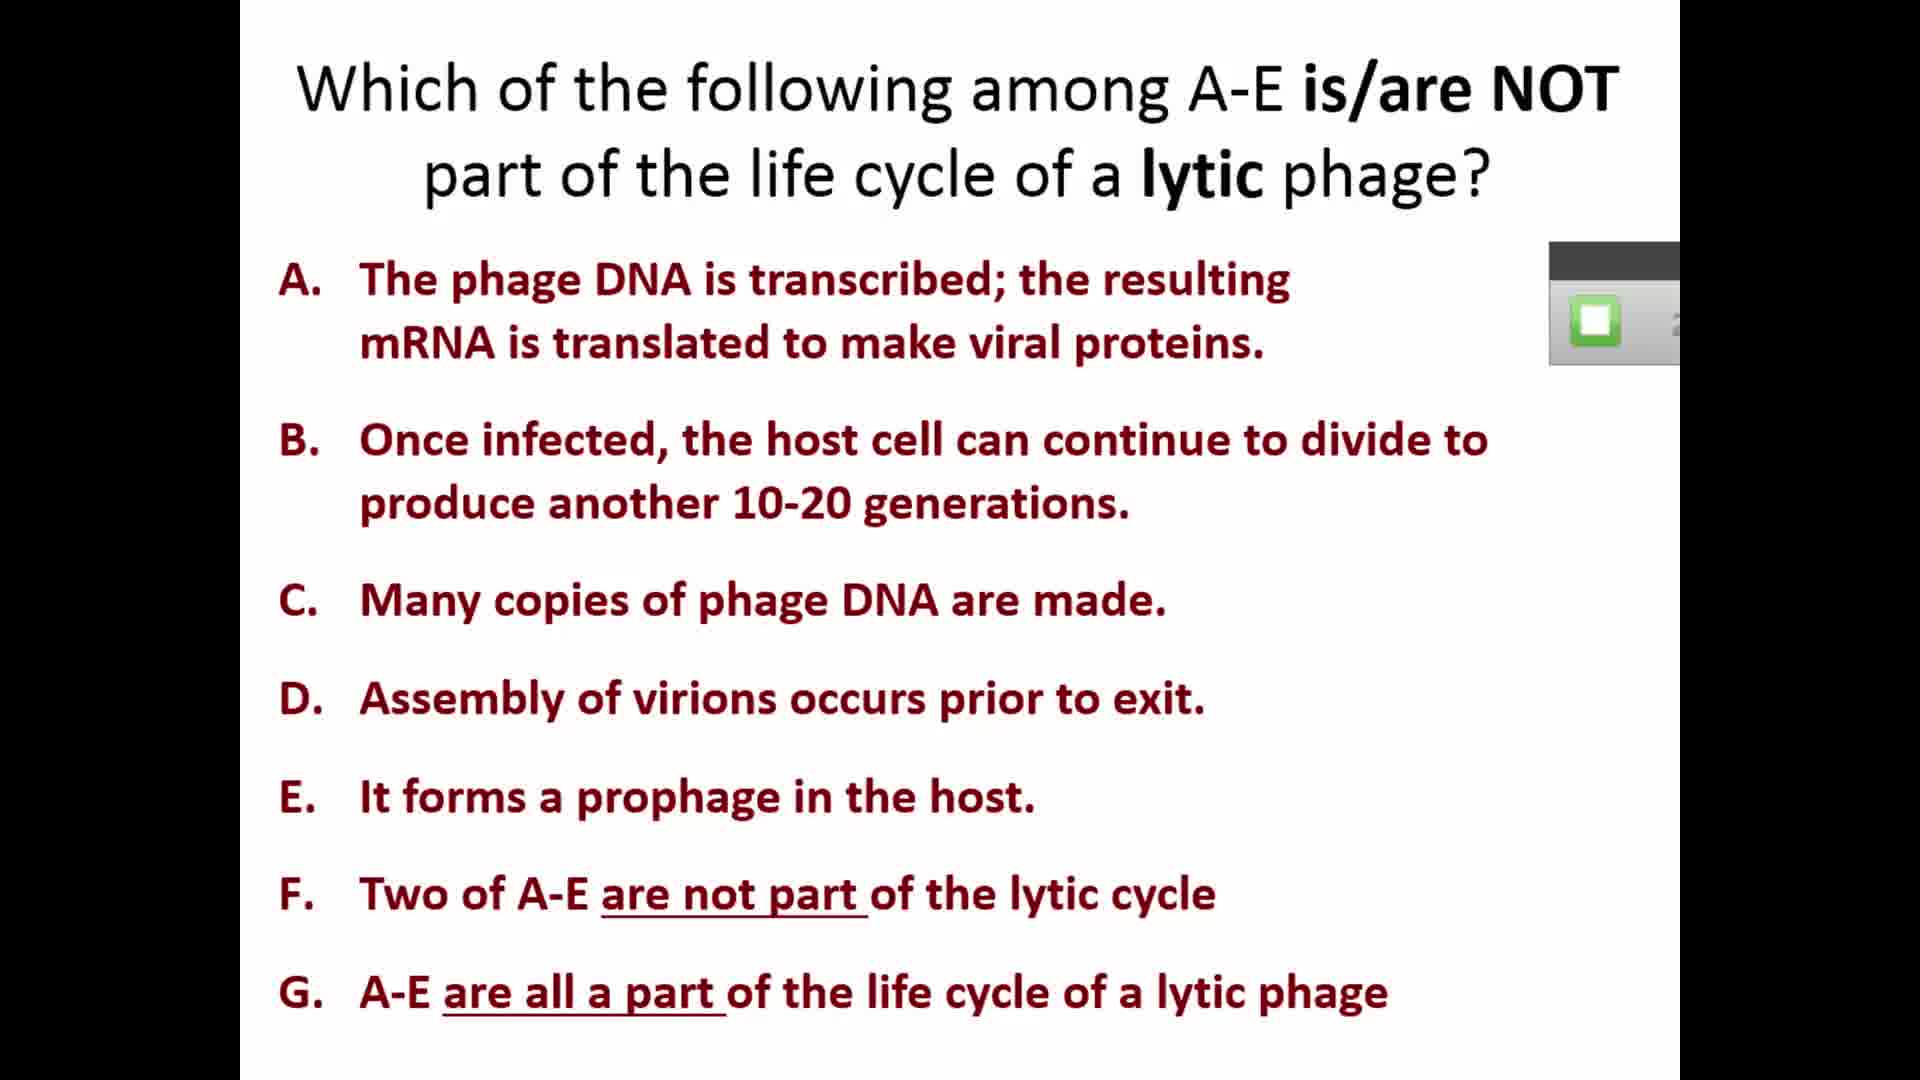 Which of the following among A-E is/are NOT
part of the life cycle of a lytic phage?
A. The phage DNA is transcribed; the resulting
mRNA is translated to make viral proteins.
B. Once infected, the host cell can continue to divide to
produce another 10-20 generations.
C. Many copies of phage DNA are made.
D. Assembly of virions occurs prior to exit.
E. It forms a prophage in the host.
F. Two of A-E are not part of the lytic cycle
G. A-E are all a part of the life cycle of a lytic phage